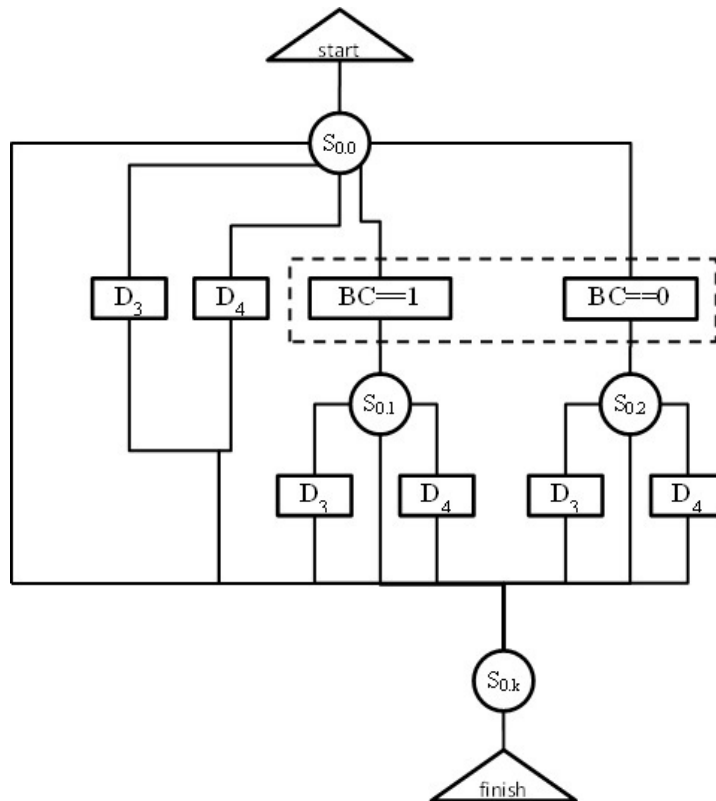 start
S0.0
D3
D4
BC==1
BC==0
S0.1
S0.2
D3
D4
D3
D4
S0.k
finish